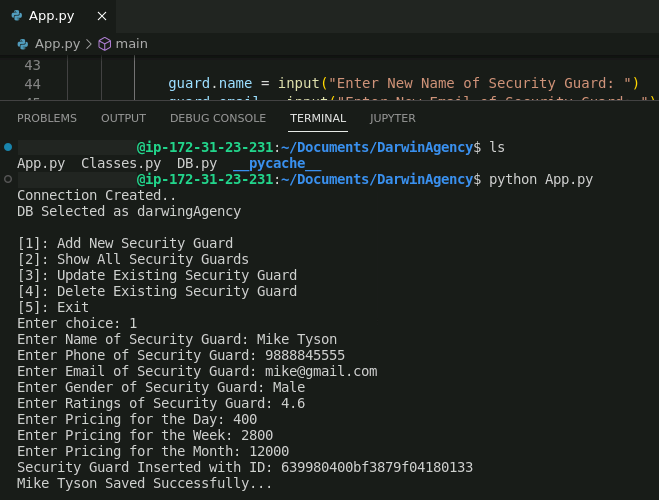 App.py
App.py main
43
44 guard.name = input("Enter New Name of Security Guard: ")
PROBLEMS OUTPUT DEBUG CONSOLE TERMINAL JUPYTER
@ip-172-31-23-231:~/Documents/DarwinAgency$ ls
App.py Classes.py DB.py __pycache__
@ip-172-31-23-231:~/Documents/DarwinAgency$ python App.py
Connection Created..
DB Selected as darwingAgency
[1]: Add New Security Guard
[2]: Show All Security Guards
[3]: Update Existing Security Guard
[4]: Delete Existing Security Guard
[5]: Exit
Enter choice: 1
Enter Name of Security Guard: Mike Tyson
Enter Phone of Security Guard: 9888845555
Enter Email of Security Guard: mike@gmail.com
Enter Gender of Security Guard: Male
Enter Ratings of Security Guard: 4.6
Enter Pricing for the Day: 400
Enter Pricing for the Week: 2800
Enter Pricing for the Month: 12000
Security Guard Inserted with ID: 639980400bf3879f04180133
Mike Tyson Saved Successfully...